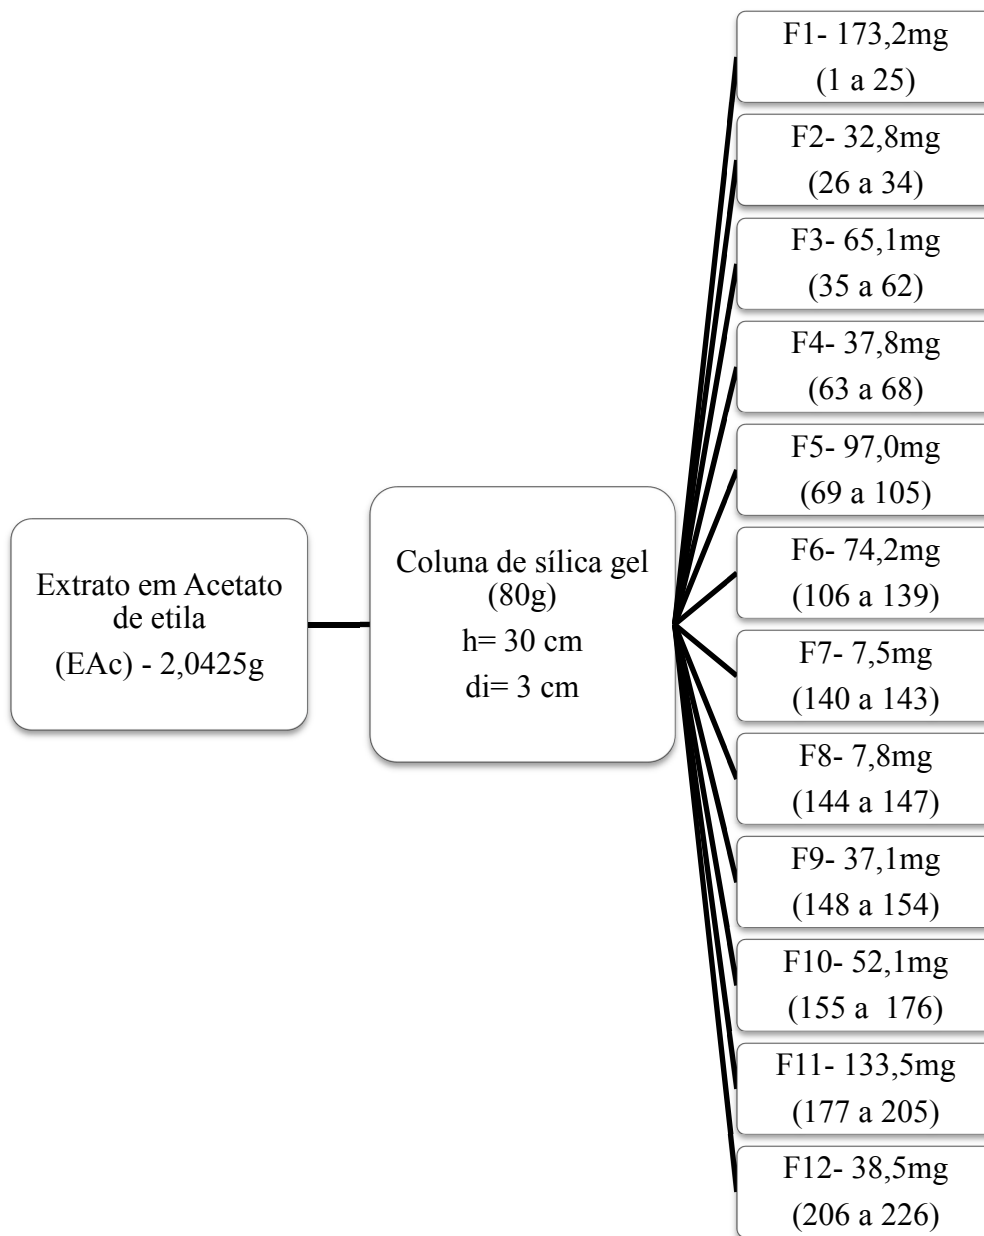 Extrato em Acetato
de etila
(EAc) - 2,0425g
Coluna de sílica gel
(80g)
h= 30 cm
di= 3 cm
F1- 173,2mg
(1 a 25)
F2- 32,8mg
(26 a 34)
F3- 65,1mg
(35 a 62)
F4- 37,8mg
(63 a 68)
F5- 97,0mg
(69 a 105)
F6- 74,2mg
(106 a 139)
F7- 7,5mg
(140 a 143)
F8- 7,8mg
(144 a 147)
F9- 37,1mg
(148 a 154)
F10- 52,1mg
(155 a  176)
F11- 133,5mg
(177 a 205)
F12- 38,5mg
(206 a 226)